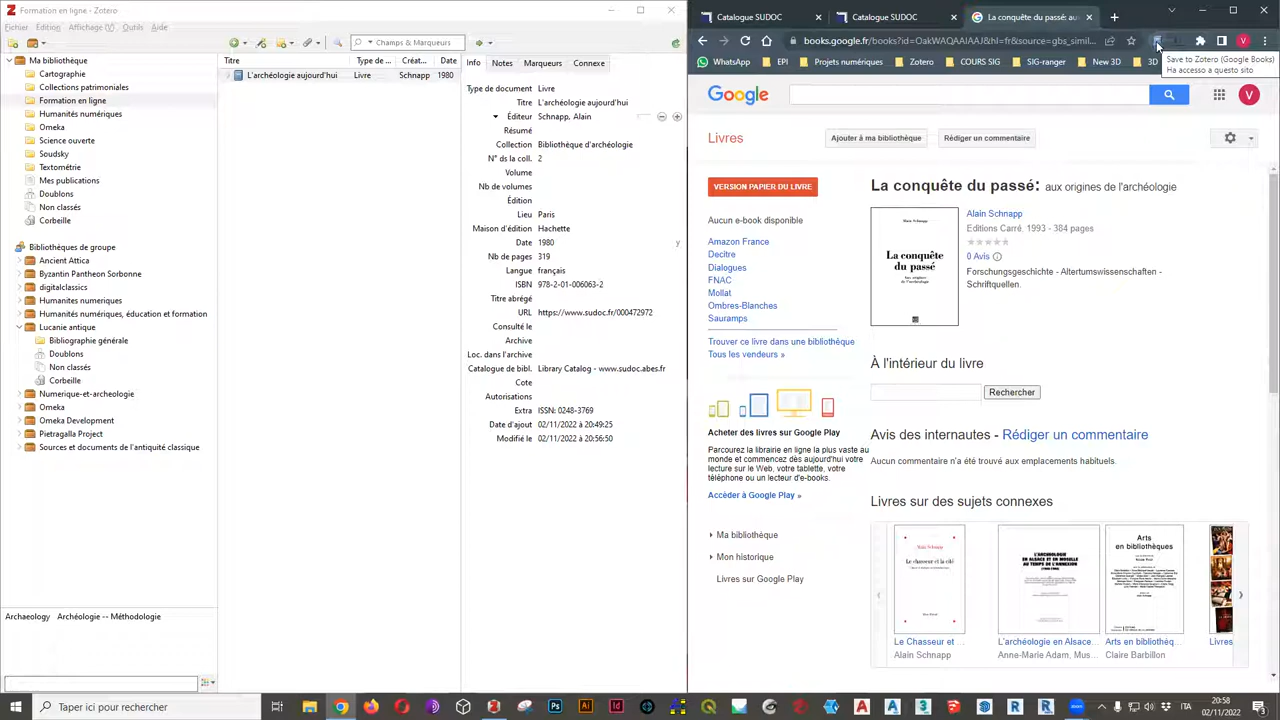 Formation en ligne - Zotero
Fichier Edition Affichage (V) Outils Aide
Champs & Marqueurs
Ma bibliothèque
Cartographie
Collections patrimoniales
Formation en ligne
Humanités numériques
Omeka
Science ouverte
Soudsky
Textométrie
Mes publications
Doublons
Non classés
Corbeille
Bibliothèques de groupe
Ancient Attica
Byzantin Pantheon Sorbonne
digitalclassics
Humanites numeriques
Humanités numériques, éducation et formation
Lucanie antique
Bibliographie générale
Doublons
Non classés
Corbeille
Numerique-et-archeologie
Omeka
Omeka Development
Pietragalla Project
Sources et documents de l'antiquité classique
Archaeology Archéologie -- Méthodologie
Titre Type de ... Créat... Date
L'archéologie aujourd'hui Livre Schnapp 1980
Info Notes Marqueurs Connexe
Type de document Livre
Titre L'archéologie aujourd'hui
Éditeur Schnapp, Alain
Résumé
Collection Bibliothèque d'archéologie
N° ds la coll. 2
Volume
Nb de volumes
Édition
Lieu Paris
Maison d'édition Hachette
Date 1980 y
Nb de pages 319
Langue français
ISBN 978-2-01-006063-2
Titre abrégé
URL https://www.sudoc.fr/000472972
Consulté le
Archive
Loc. dans l'archive
Catalogue de bibl. Library Catalog - www.sudoc.abes.fr
Cote
Autorisations
Extra ISSN: 0248-3769
Date d'ajout 02/11/2022 à 20:49:25
Modifié le 02/11/2022 à 20:56:50
Catalogue SUDOC Catalogue SUDOC La conquête du passé: au
books.google.fr/books?id=OakWAQAAIAAJ&hl=fr&source=gbs_simil...
V
WhatsApp EPI Projets numériques Zotero COURS SIG SIG-ranger New 3D 3D
Save to Zotero (Google Books)
Ha accesso a questo sito
Google
V
Livres
Ajouter à ma bibliothèque Rédiger un commentaire
VERSION PAPIER DU LIVRE
Aucun e-book disponible
Amazon France
Decitre
Dialogues
FNAC
Mollat
Ombres-Blanches
Sauramps
Trouver ce livre dans une bibliothèque
Tous les vendeurs »
Acheter des livres sur Google Play
Parcourez la librairie en ligne la plus vaste au
monde et commencez dès aujourd'hui votre
lecture sur le Web, votre tablette, votre
téléphone ou un lecteur d'e-books.
Accéder à Google Play »
Ma bibliothèque
Mon historique
Livres sur Google Play
La conquête du passé: aux origines de l'archéologie
Alain Schnapp
La conquête
du passé
Alain Schnapp
Editions Carré, 1993 - 384 pages
0 Avis
Forschungsgeschichte - Altertumswissenschaften -
Schriftquellen.
À l'intérieur du livre
Rechercher
Avis des internautes - Rédiger un commentaire
Aucun commentaire n'a été trouvé aux emplacements habituels.
Livres sur des sujets connexes
Le chasseur et la cité
Arts
en bibliothèques
Le Chasseur et ... L'archéologie en Alsace... Arts en bibliothèq... Livres
Alain Schnapp Anne-Marie Adam, Mus... Claire Barbillon
Taper ici pour rechercher
Ps Ai Id zoom ITA
20:58
02/11/2022